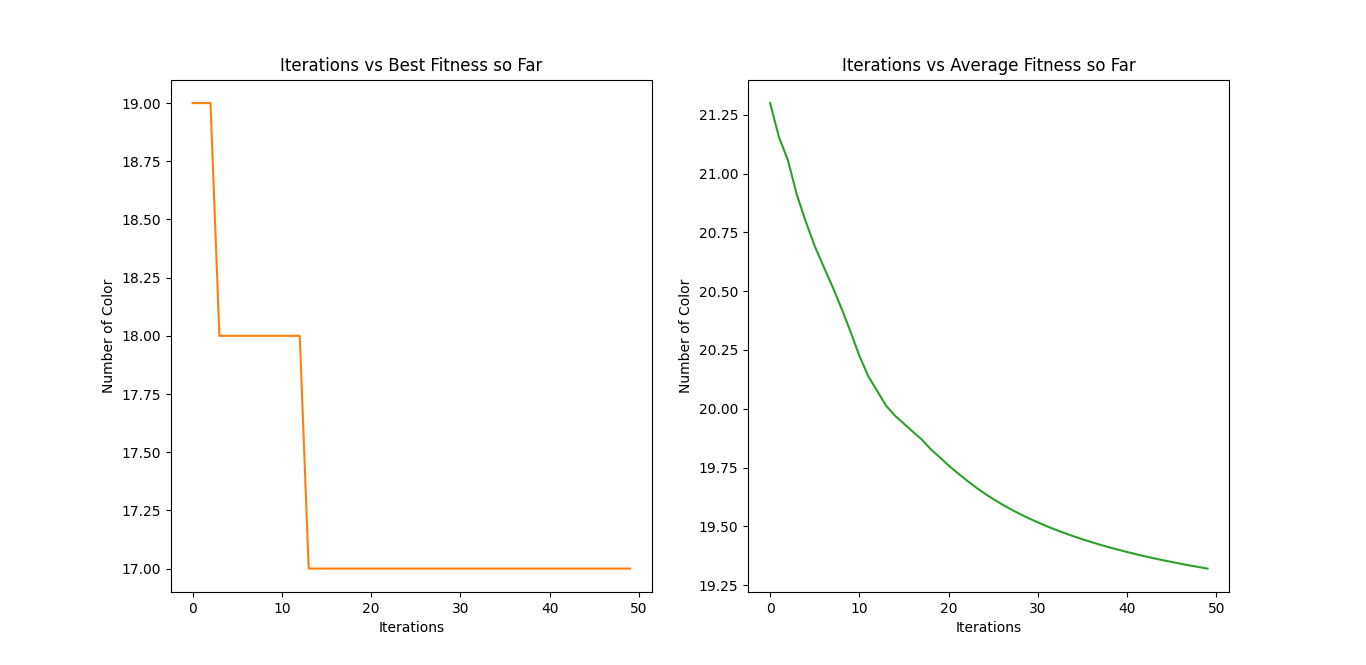 Iterations vs Best Fitness so Far
19.00
18.75
18.50
18.25
18.00
17.75
17.50
17.25
17.00
Number of Color
0 10 20 30 40 50
Iterations
Iterations vs Average Fitness so Far
21.25
21.00
20.75
20.50
20.25
20.00
19.75
19.50
19.25
Number of Color
0 10 20 30 40 50
Iterations